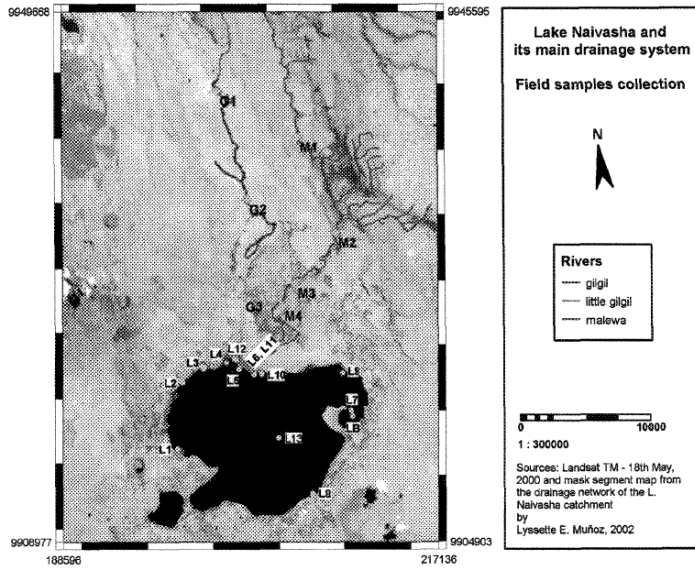 9949668
9945595
G1
M1
G2
M2
M3
G3
M4
L12
L6, L11
L4
L3
L5
L10
L2
L7
LB
L13
L1
9908977
9904903
188596
217136
Lake Naivasha and
its main drainage system
Field samples collection
N
Rivers
gilgil
little gilgil
malewa
0
10000
1 : 300000
Sources: Landsat TM - 18th May,
2000 and mask segment map from
the drainage network of the L.
Naivasha catchment
by
Lyssette E. Muñoz, 2002